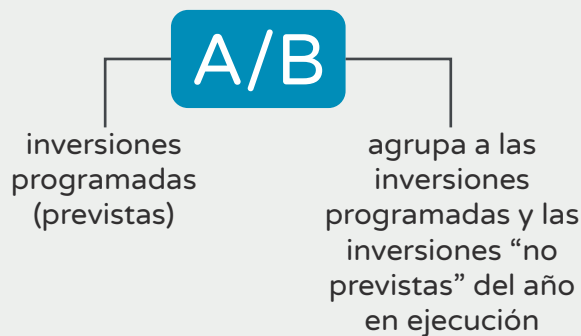 A/B
inversiones
programadas
(previstas)
agrupa a las
inversiones
programadas y las
inversiones “no
previstas” del año
en ejecución